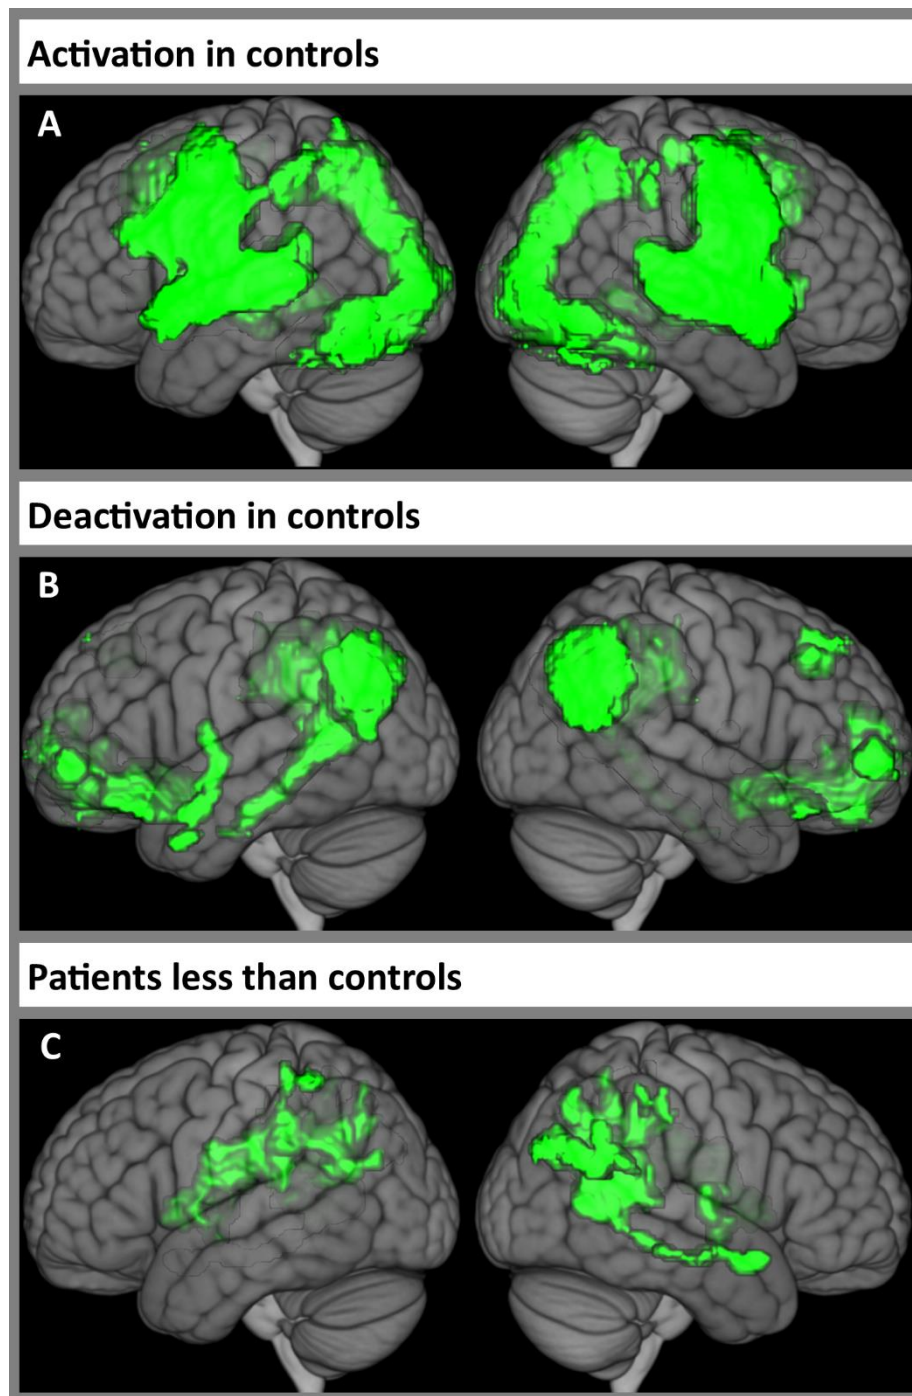 Activation in controls
A
Deactivation in controls
B
Patients less than controls
C